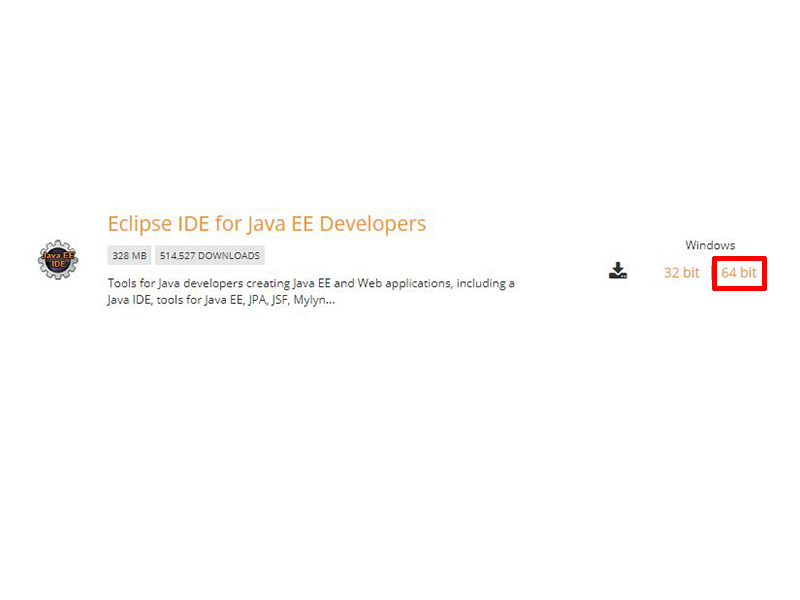 Eclipse IDE for Java EE Developers
328 MB 514,527 DOWNLOADS
Java EE
IDE
Tools for Java developers creating Java EE and Web applications, including a
Java IDE, tools for Java EE, JPA, JSF, Mylyn...
Windows
32 bit 64 bit